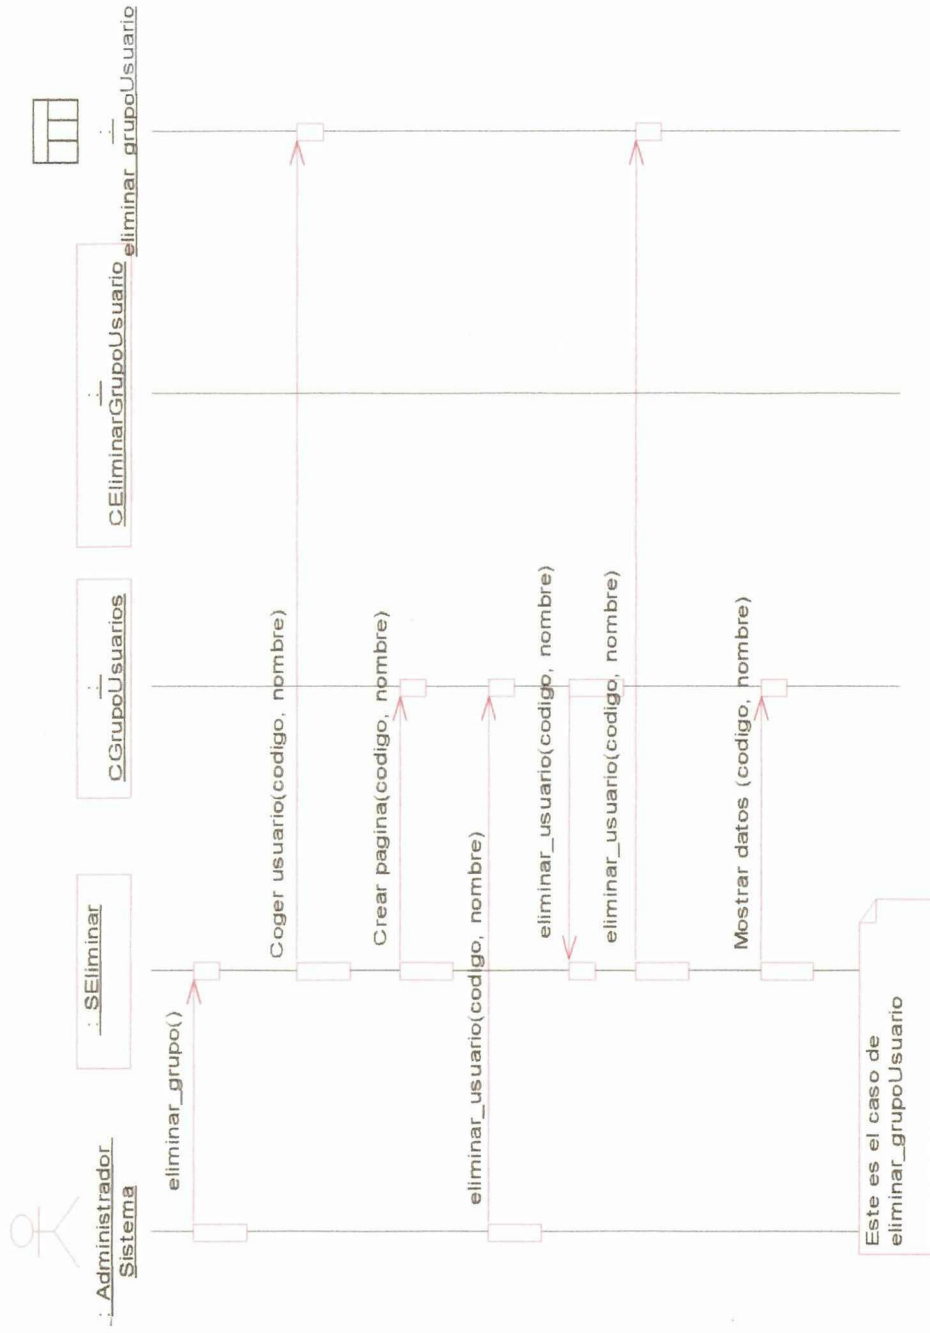 : Administrador
Sistema
: SEliminar
:
CGrupoUsuarios
:
CEliminarGrupoUsuario
:
eliminar_grupoUsuario
eliminar_grupo()
Coger usuario(codigo, nombre)
Crear pagina(codigo, nombre)
eliminar_usuario(codigo, nombre)
eliminar_usuario(codigo, nombre)
eliminar_usuario(codigo, nombre)
Mostrar datos (codigo, nombre)
Este es el caso de
eliminar_grupoUsuario